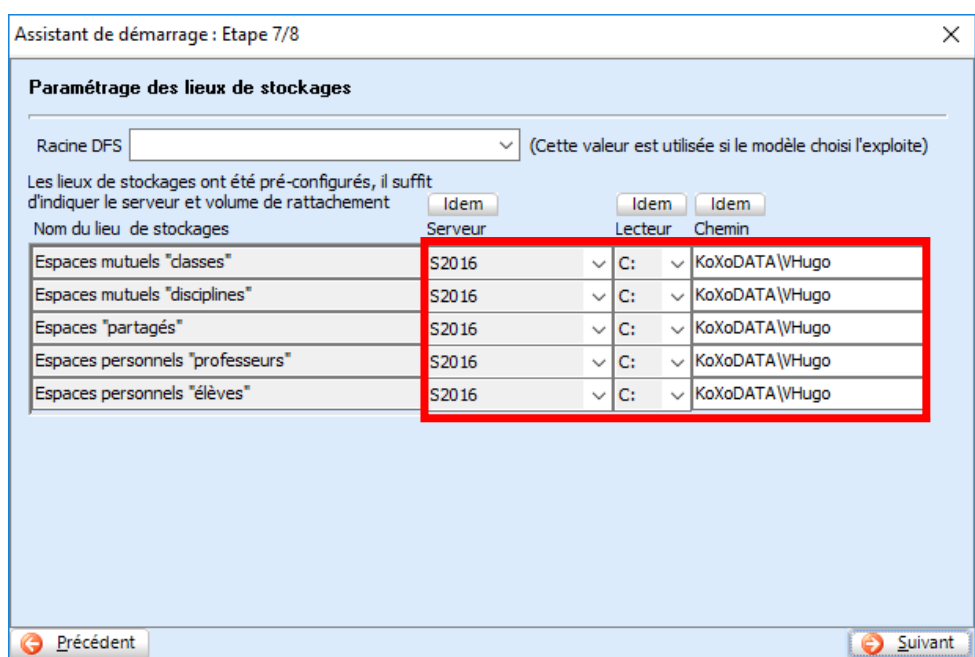 Assistant de démarrage : Etape 7/8
Paramétrage des lieux de stockages
Racine DFS (Cette valeur est utilisée si le modèle choisi l'exploite)
Les lieux de stockages ont été pré-configurés, il suffit
d'indiquer le serveur et volume de rattachement Idem Idem Idem
Nom du lieu de stockages Serveur Lecteur Chemin
Espaces mutuels "classes" S2016 C: KoXoDATA\VHugo
Espaces mutuels "disciplines" S2016 C: KoXoDATA\VHugo
Espaces "partagés" S2016 C: KoXoDATA\VHugo
Espaces personnels "professeurs" S2016 C: KoXoDATA\VHugo
Espaces personnels "élèves" S2016 C: KoXoDATA\VHugo
Précédent Suivant